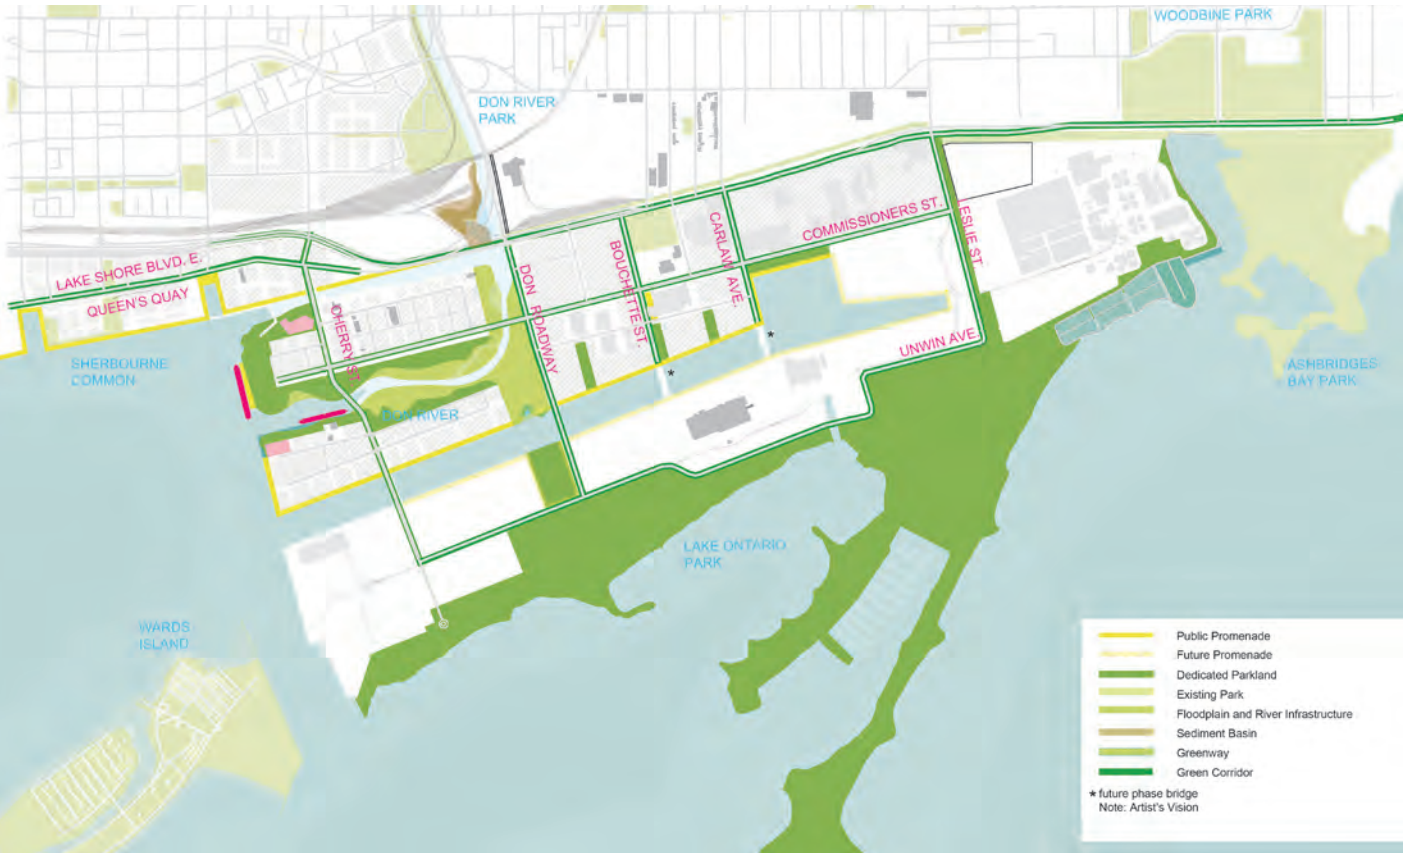 WOODBINE PARK
DON RIVER
PARK
LAKE SHORE BLVD. E.
QUEEN'S QUAY
CHERRY ST.
DON ROADWAY
BOUCHETTE ST.
CARLAW AVE.
COMMISSIONERS ST.
LESLIE ST.
UNWIN AVE.
SHERBOURNE
COMMON
DON RIVER
*
*
ASHBRIDGES
BAY PARK
LAKE ONTARIO
PARK
WARDS
ISLAND
Public Promenade
Future Promenade
Dedicated Parkland
Existing Park
Floodplain and River Infrastructure
Sediment Basin
Greenway
Green Corridor
* future phase bridge
Note: Artist's Vision